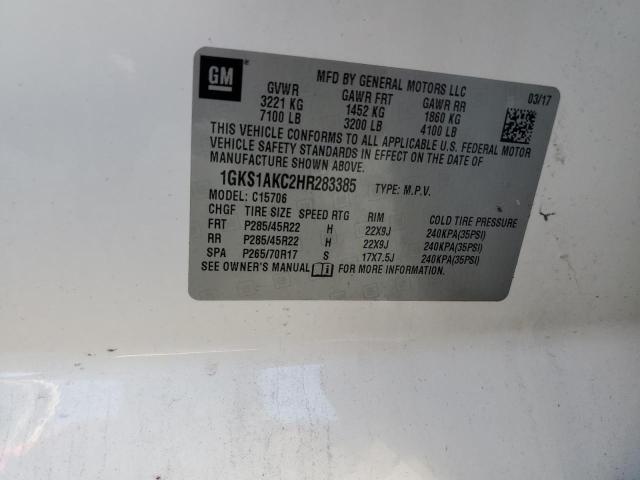 GM
MFD BY GENERAL MOTORS LLC
03/17
GVWR GAWR FRT GAWR RR
3221 KG 1452 KG 1860 KG
7100 LB 3200 LB 4100 LB
THIS VEHICLE CONFORMS TO ALL APPLICABLE U.S. FEDERAL MOTOR
VEHICLE SAFETY AND THEFT PREVENTION STANDARDS IN EFFECT ON THE DATE OF
MANUFACTURE SHOWN ABOVE.
1GKS1AKC2HR283385 TYPE: M.P.V.
MODEL: C15706
CHGF TIRE SIZE SPEED RTG RIM COLD TIRE PRESSURE
FRT P285/45R22 H 22X9J 240KPA(35PSI)
RR P285/45R22 H 22X9J 240KPA(35PSI)
SPA P265/70R17 S 17X7.5J 240KPA(35PSI)
SEE OWNER'S MANUAL FOR MORE INFORMATION.